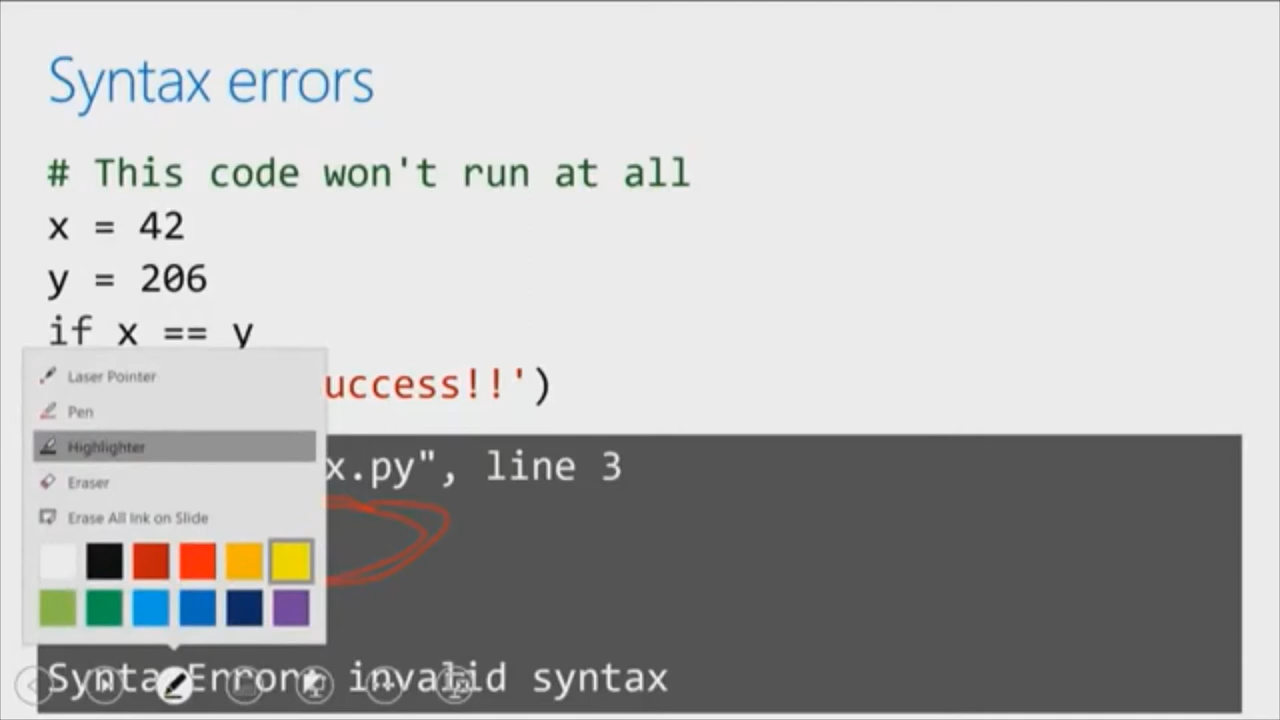 Syntax errors
# This code won't run at all
x = 42
y = 206
if x == y
uccess!!')
Laser Pointer
Pen
Highlighter
Eraser
Erase All Ink on Slide
x.py", line 3
SyntaxError: invalid syntax